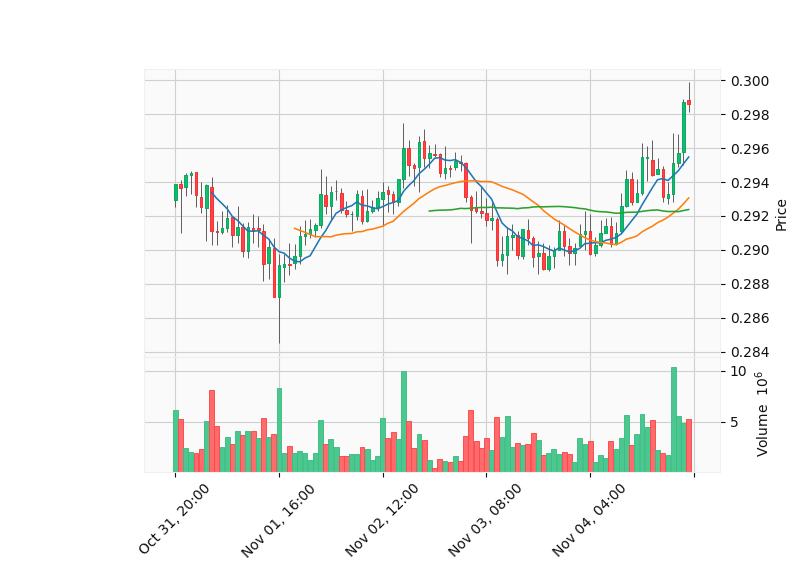 0.300
0.298
0.296
0.294
0.292
0.290
0.288
0.286
0.284
Price
10
5
Volume 10^6
Oct 31, 20:00
Nov 01, 16:00
Nov 02, 12:00
Nov 03, 08:00
Nov 04, 04:00